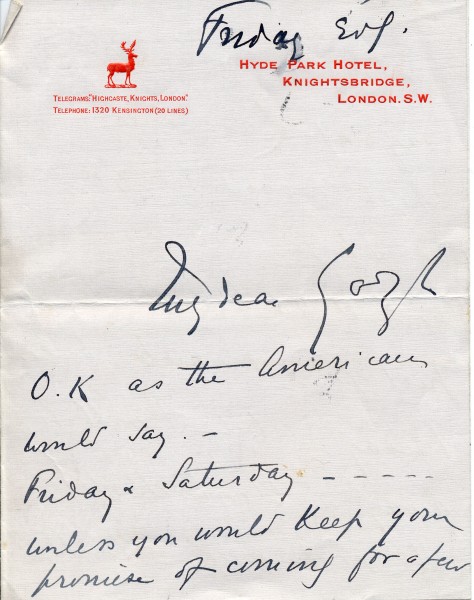 Friday Evg.
HYDE PARK HOTEL,
KNIGHTSBRIDGE,
LONDON. S.W.
TELEGRAMS: "HIGHCASTE, KNIGHTS, LONDON."
TELEPHONE: 1320 KENSINGTON (20 LINES)
My dear
O.K as the Americans
would say. –
Friday & Saturday – – – – –
unless you would keep your
promise of coming for a few